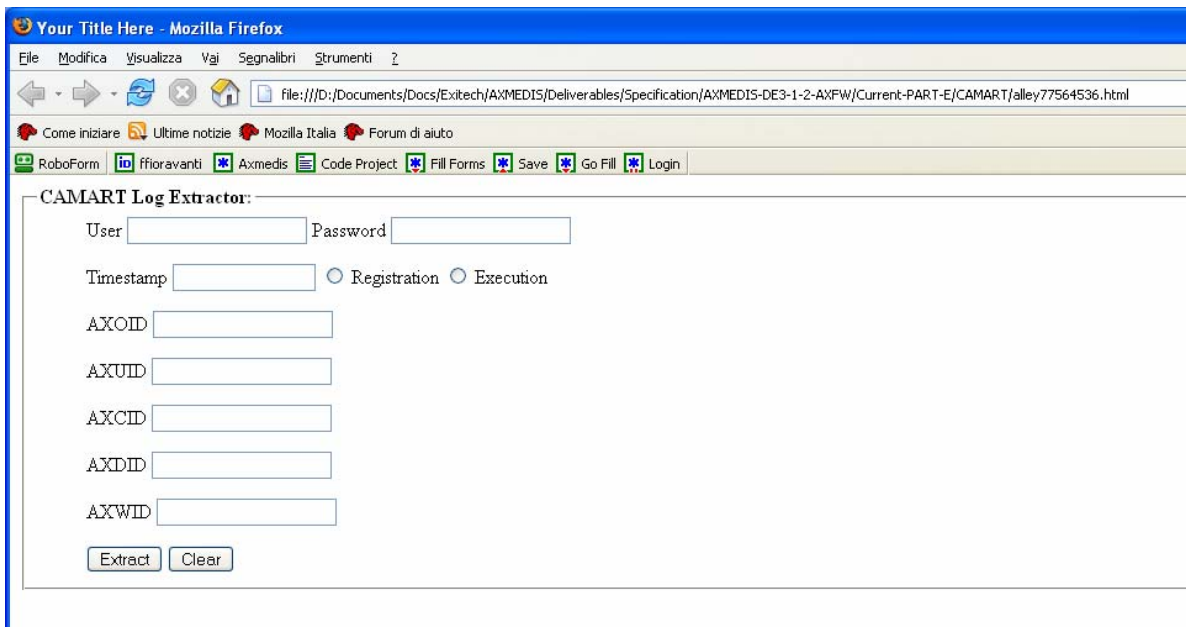 Your Title Here - Mozilla Firefox
File Modifica Visualizza Vai Segnalibri Strumenti ?
file:///D:/Documents/Docs/Exitech/AXMEDIS/Deliverables/Specification/AXMEDIS-DE3-1-2-AXFW/Current-PART-E/CAMART/alley77564536.html
Come iniziare Ultime notizie Mozilla Italia Forum di aiuto
RoboForm ffioravanti Axmedis Code Project Fill Forms Save Go Fill Login
CAMART Log Extractor:
User Password
Timestamp Registration Execution
AXOID
AXUID
AXCID
AXDID
AXWID
Extract Clear